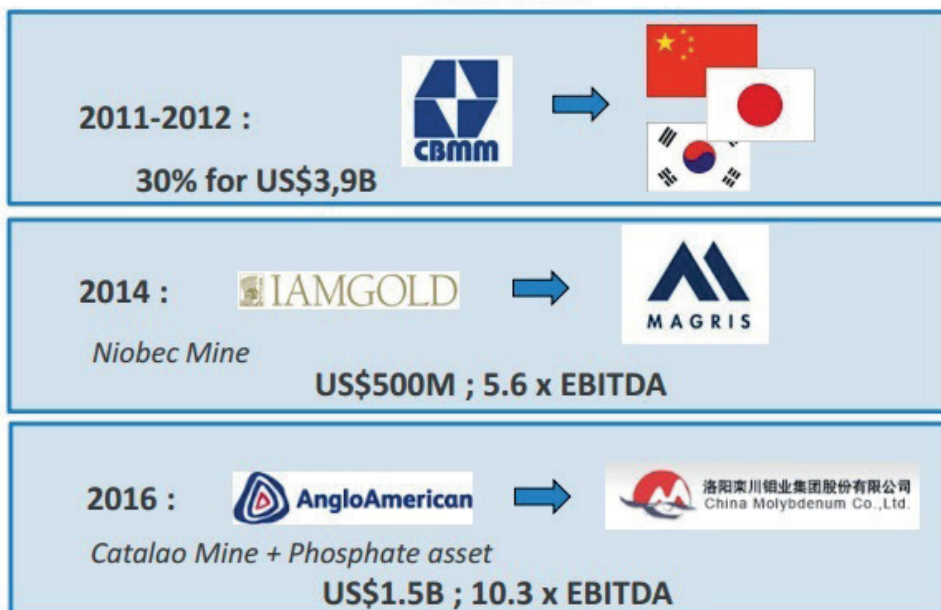 2011-2012 :
CBMM
30% for US$3,9B
2014 :
IAMGOLD
MAGRIS
Niobec Mine
US$500M ; 5.6 x EBITDA
2016 :
AngloAmerican
洛阳栾川钼业集团股份有限公司
China Molybdenum Co.,Ltd.
Catalao Mine + Phosphate asset
US$1.5B ; 10.3 x EBITDA